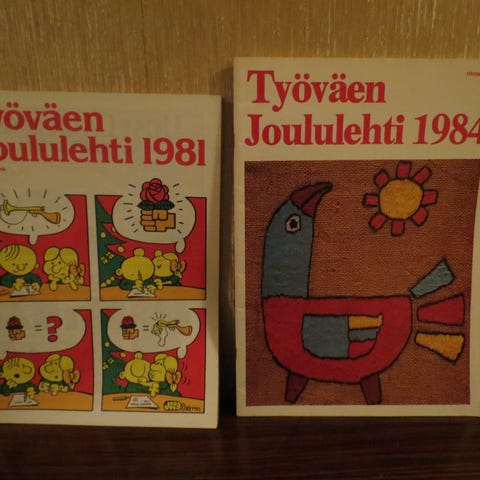 yöväen
oululehti 1981
= ?
=
Työväen
Joululehti 1984